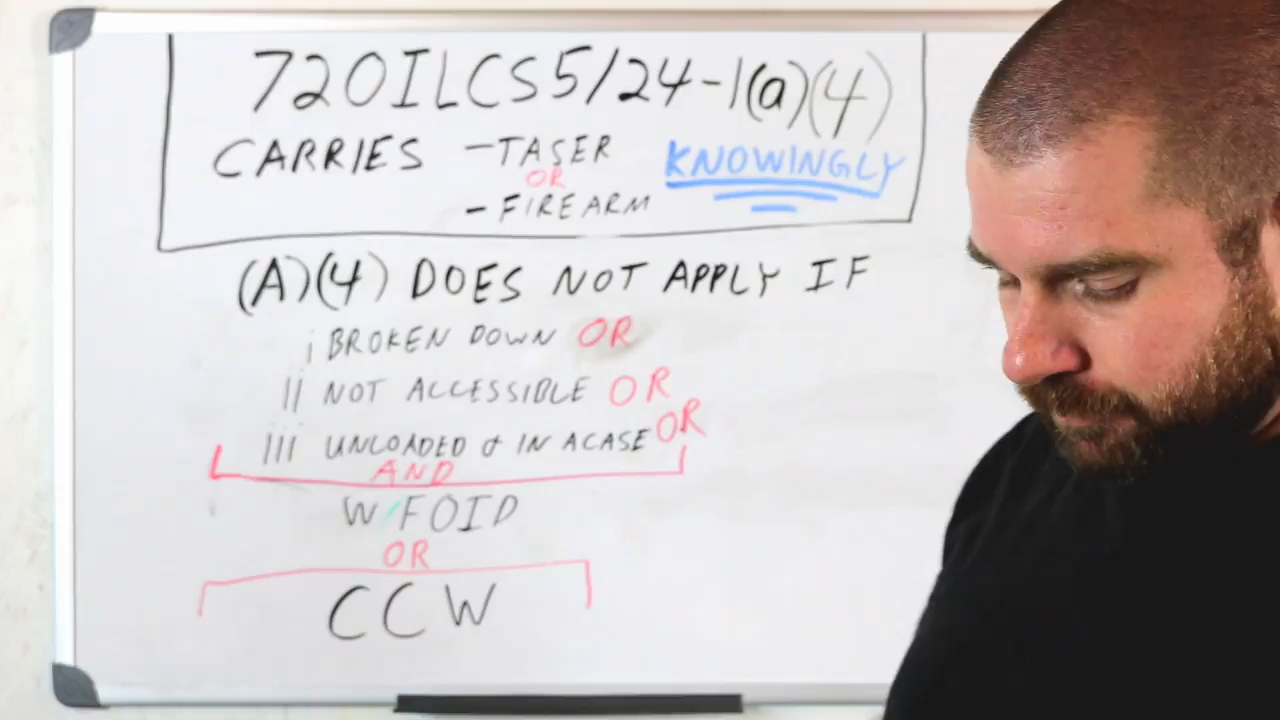 720ILCS5/24-1(a)(4)
CARRIES -TASER KNOWINGLY
OR
- FIREARM
(A)(4) DOES NOT APPLY IF
i BROKEN DOWN OR
II NOT ACCESSIBLE OR
III UNLOADED & IN A CASE OR
AND
W/FOID
OR
CCW